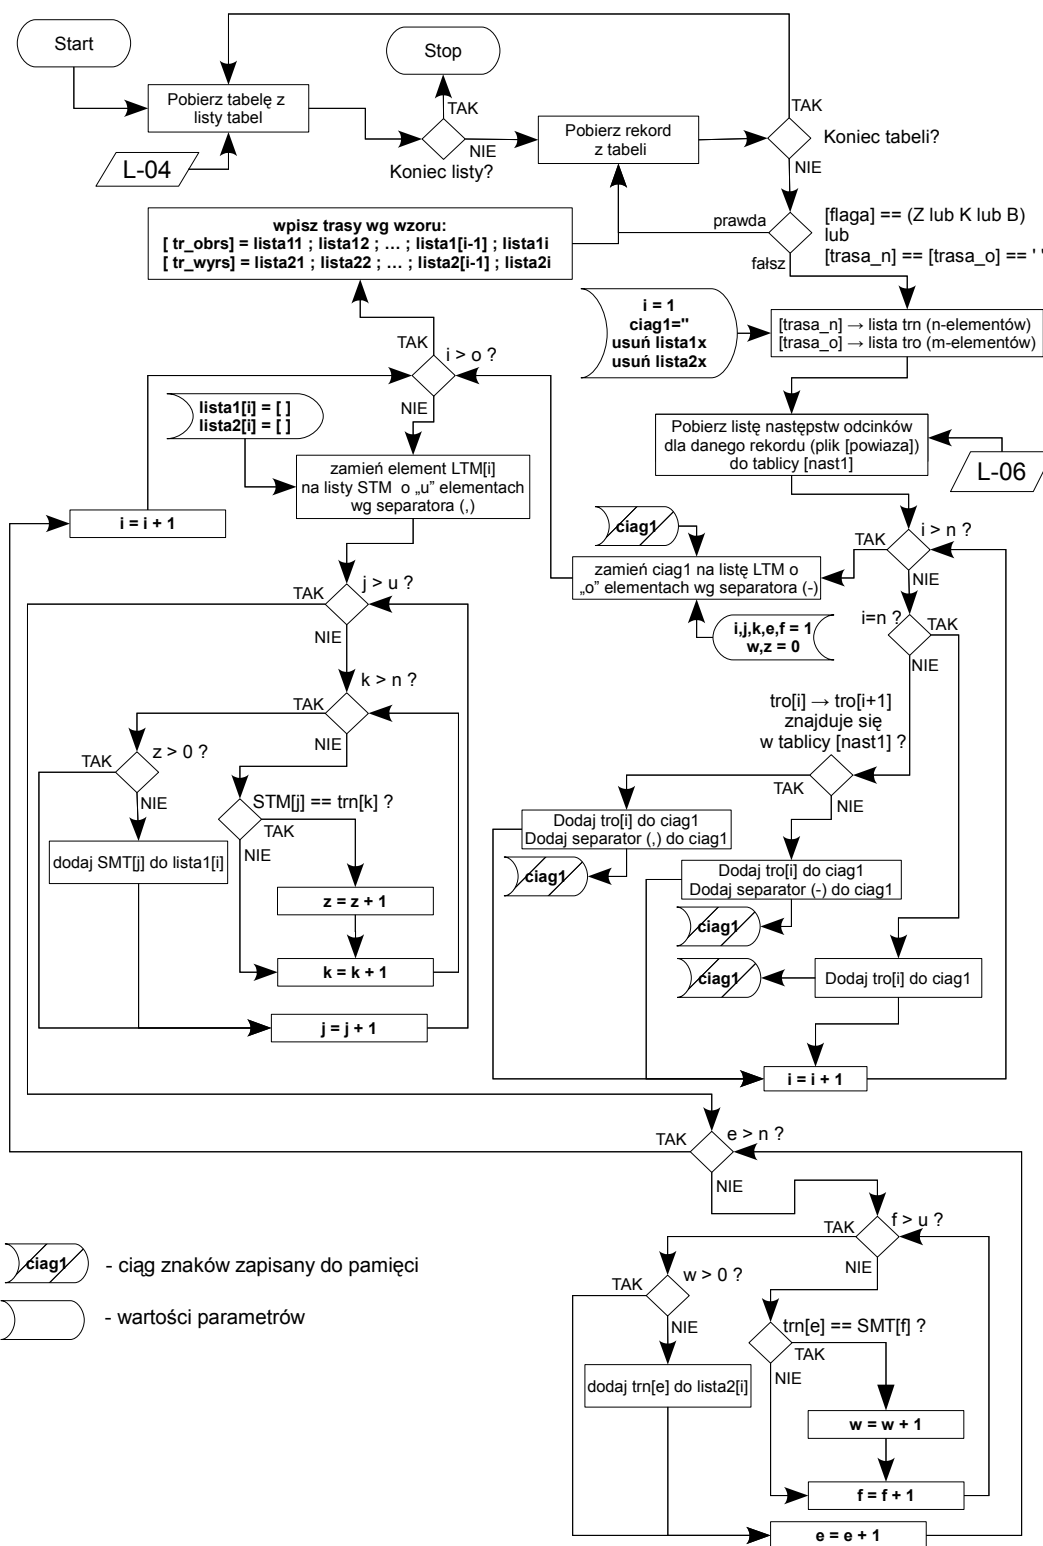 Start
Stop
Pobierz tabelę z
listy tabel
TAK
NIE
Koniec listy?
Pobierz rekord
z tabeli
TAK
Koniec tabeli?
NIE
L-04
prawda
[flaga] == (Z lub K lub B)
lub
[trasa_n] == [trasa_o] == ' '
fałsz
wpisz trasy wg wzoru:
[ tr_obrs] = lista11 ; lista12 ; … ; lista1[i-1] ; lista1i
[ tr_wyrs] = lista21 ; lista22 ; … ; lista2[i-1] ; lista2i
i = 1
ciag1=''
usuń lista1x
usuń lista2x
[trasa_n] → lista trn (n-elementów)
[trasa_o] → lista tro (m-elementów)
TAK
i > o ?
NIE
lista1[i] = [ ]
lista2[i] = [ ]
Pobierz listę następstw odcinków
dla danego rekordu (plik [powiaza])
do tablicy [nast1]
L-06
zamień element LTM[i]
na listy STM o „u” elementach
wg separatora (,)
i = i + 1
ciag1
TAK
i > n ?
NIE
zamień ciag1 na listę LTM o
„o” elementach wg separatora (-)
i,j,k,e,f = 1
w,z = 0
i=n ?
TAK
NIE
j > u ?
TAK
NIE
k > n ?
TAK
NIE
tro[i] → tro[i+1]
znajduje się
w tablicy [nast1] ?
TAK
NIE
z > 0 ?
TAK
NIE
STM[j] == trn[k] ?
TAK
NIE
dodaj SMT[j] do lista1[i]
z = z + 1
k = k + 1
j = j + 1
Dodaj tro[i] do ciag1
Dodaj separator (,) do ciag1
ciag1
Dodaj tro[i] do ciag1
Dodaj separator (-) do ciag1
ciag1
ciag1
Dodaj tro[i] do ciag1
i = i + 1
TAK
e > n ?
NIE
TAK
f > u ?
NIE
ciag1
- ciąg znaków zapisany do pamięci
- wartości parametrów
TAK
w > 0 ?
NIE
trn[e] == SMT[f] ?
TAK
NIE
dodaj trn[e] do lista2[i]
w = w + 1
f = f + 1
e = e + 1